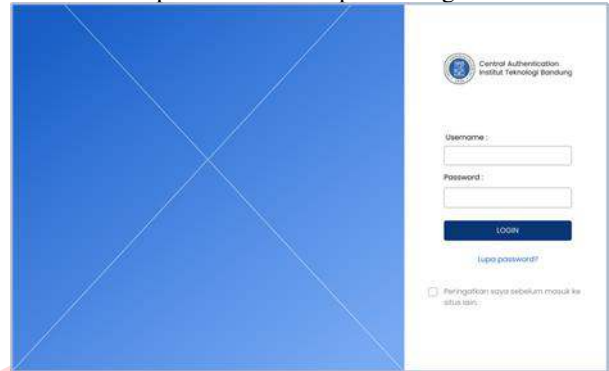 Central Authentication
Institut Teknologi Bandung
Username :
Password :
LOGIN
Lupa password?
Peringatkan saya sebelum masuk ke
situs lain.